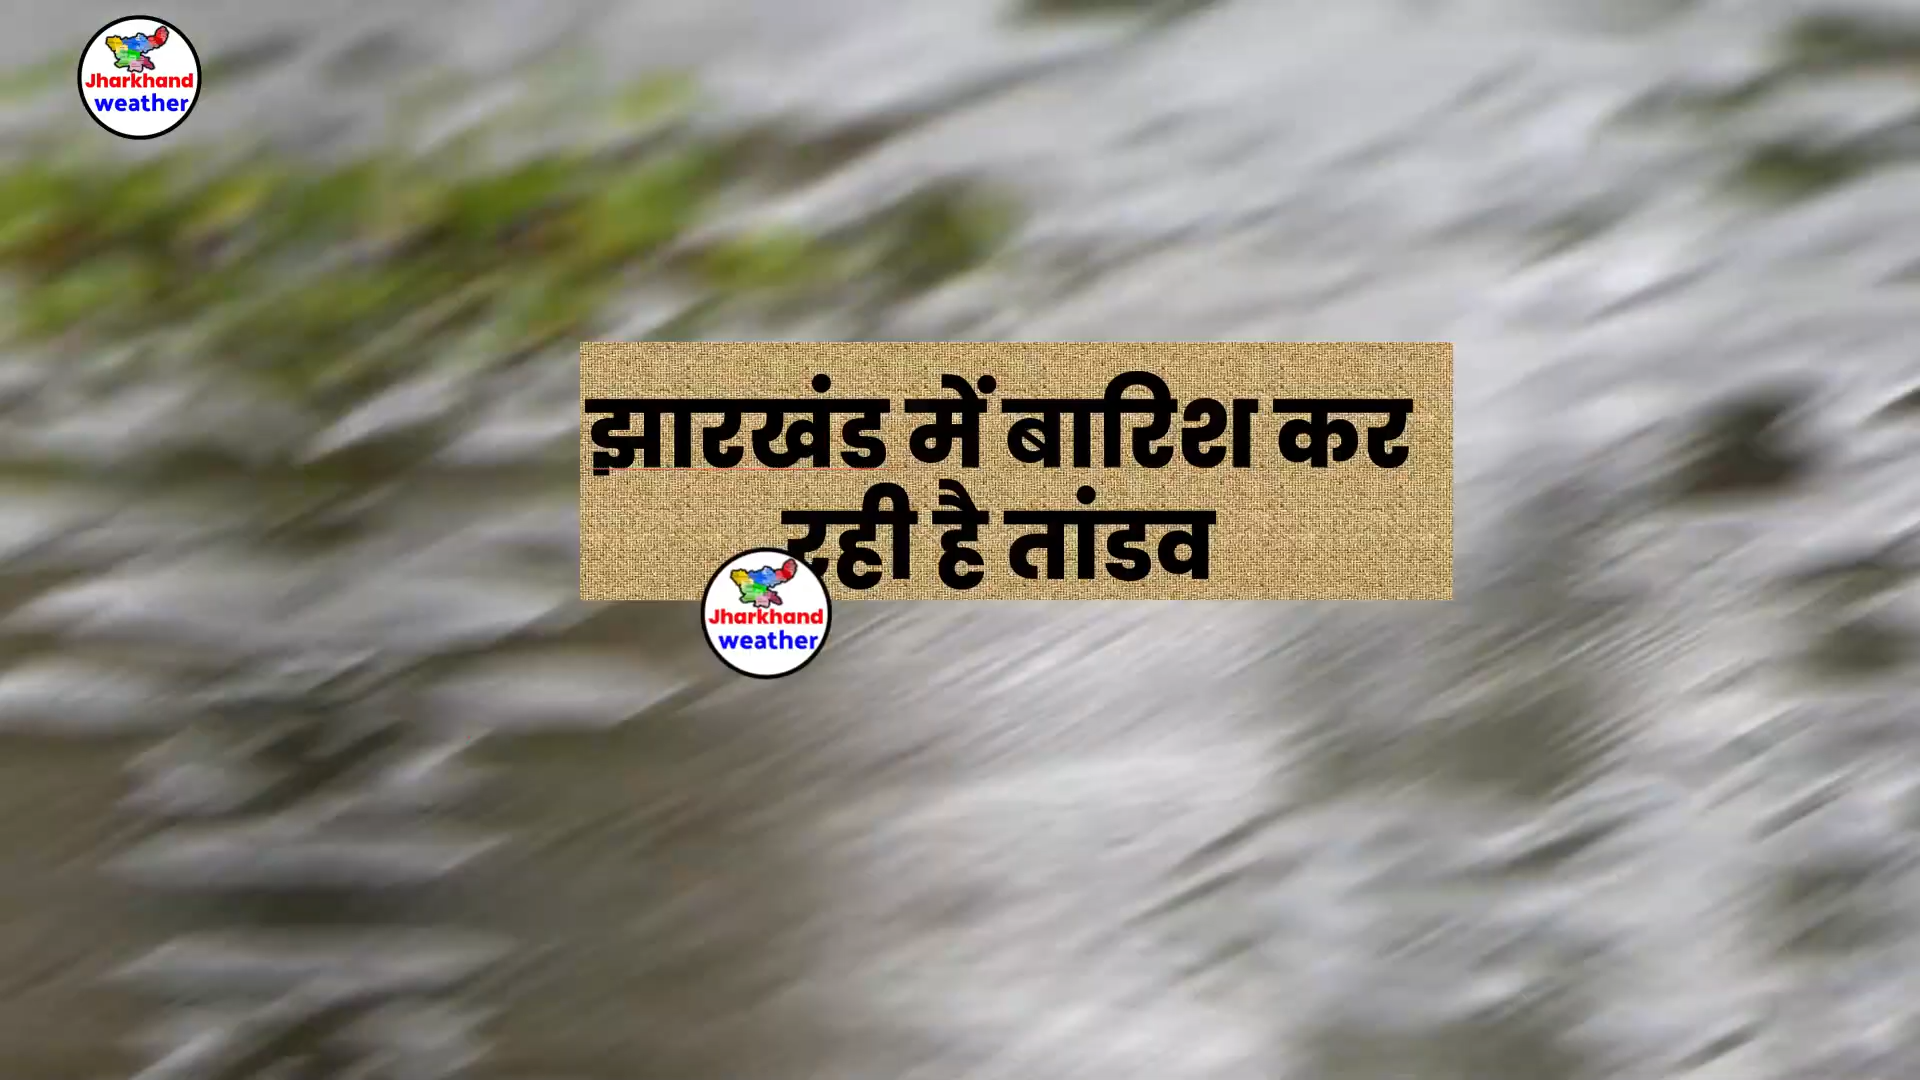 Jharkhand
weather
झारखंड में बारिश कर
रही है तांडव
Jharkhand
weather